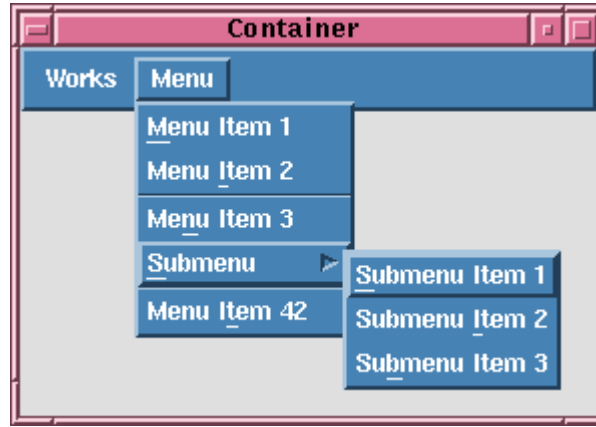 Container
Works Menu
Menu Item 1
Menu Item 2
Menu Item 3
Submenu
Menu Item 42
Submenu Item 1
Submenu Item 2
Submenu Item 3